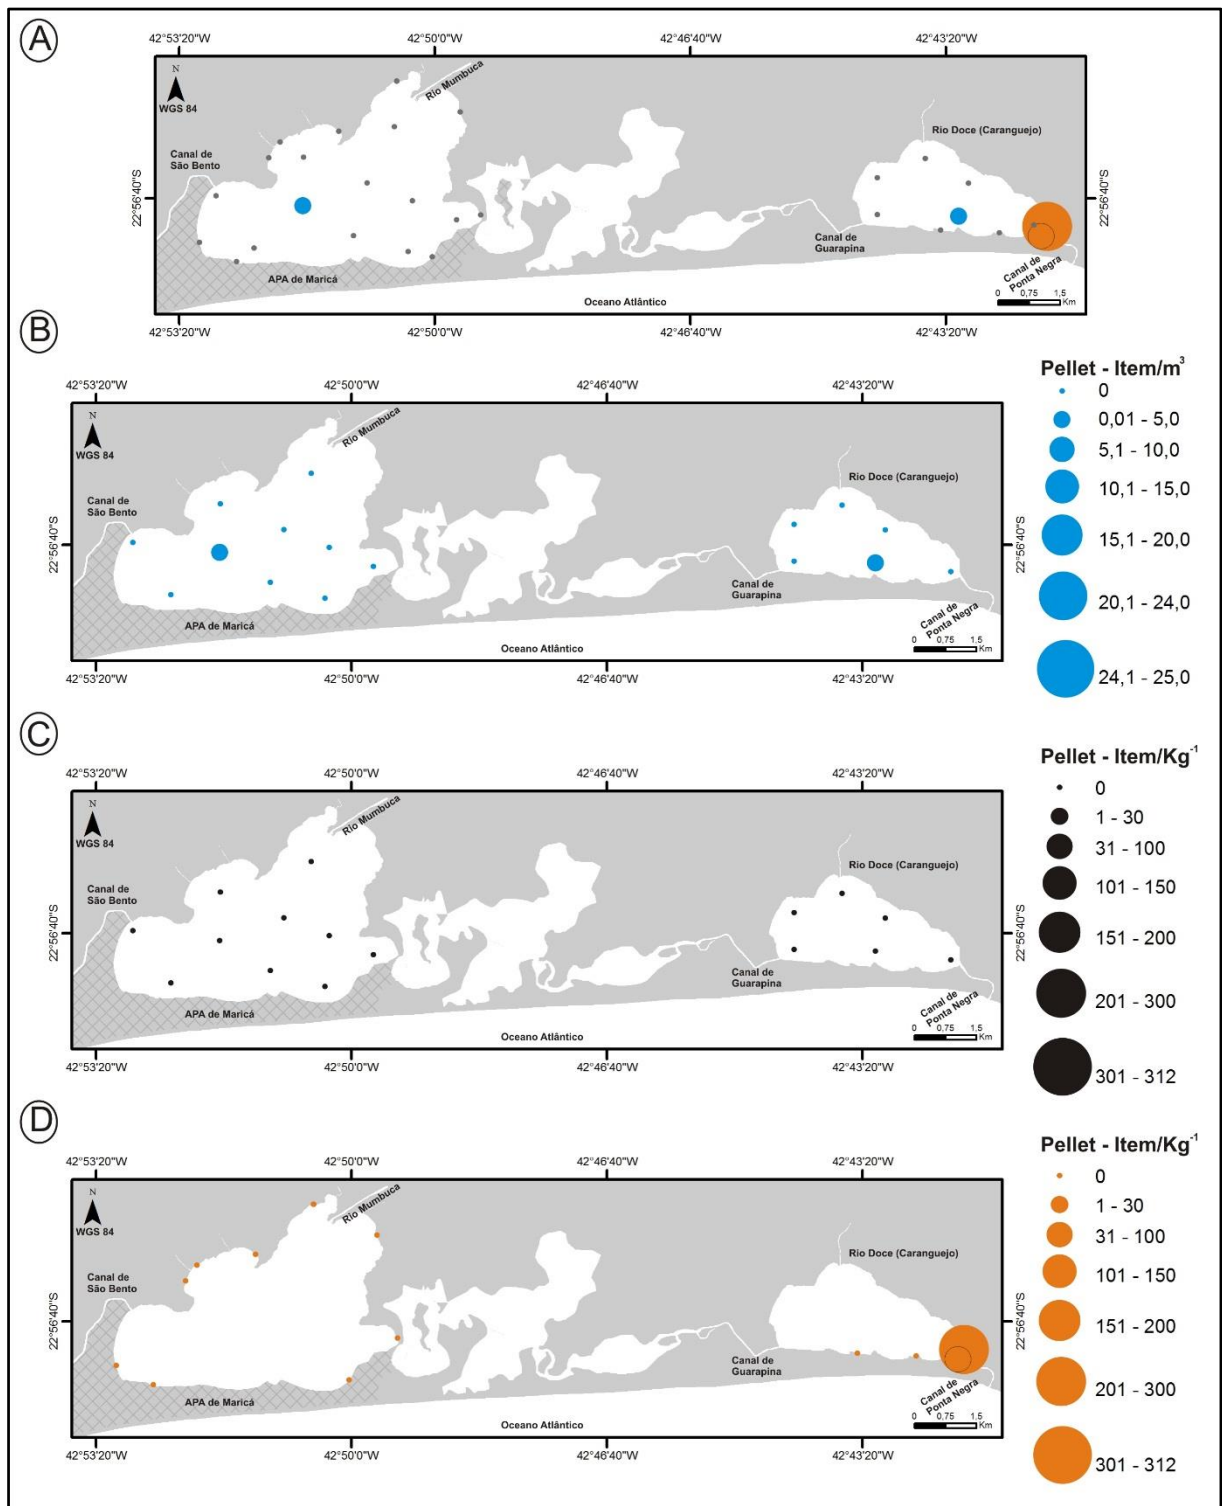 A
42°53'20"W 42°50'0"W 42°46'40"W 42°43'20"W
N
WGS 84
Rio Mumbuca
Canal de
São Bento
Rio Doce (Caranguejo)
22°56'40"S
22°56'40"S
Canal de
Guarapina
APA de Maricá
Canal de
Ponta Negra
Oceano Atlântico
0 0,75 1,5
Km
42°53'20"W 42°50'0"W 42°46'40"W 42°43'20"W
B
42°53'20"W 42°50'0"W 42°46'40"W 42°43'20"W
N
WGS 84
Rio Mumbuca
Canal de
São Bento
Rio Doce (Caranguejo)
22°56'40"S
22°56'40"S
Canal de
Guarapina
APA de Maricá
Canal de
Ponta Negra
Oceano Atlântico
0 0,75 1,5
Km
42°53'20"W 42°50'0"W 42°46'40"W 42°43'20"W
Pellet - Item/m³
0
0,01 - 5,0
5,1 - 10,0
10,1 - 15,0
15,1 - 20,0
20,1 - 24,0
24,1 - 25,0
C
42°53'20"W 42°50'0"W 42°46'40"W 42°43'20"W
N
WGS 84
Rio Mumbuca
Canal de
São Bento
Rio Doce (Caranguejo)
22°56'40"S
22°56'40"S
Canal de
Guarapina
APA de Maricá
Canal de
Ponta Negra
Oceano Atlântico
0 0,75 1,5
Km
42°53'20"W 42°50'0"W 42°46'40"W 42°43'20"W
Pellet - Item/Kg⁻¹
0
1 - 30
31 - 100
101 - 150
151 - 200
201 - 300
301 - 312
D
42°53'20"W 42°50'0"W 42°46'40"W 42°43'20"W
N
WGS 84
Rio Mumbuca
Canal de
São Bento
Rio Doce (Caranguejo)
22°56'40"S
22°56'40"S
Canal de
Guarapina
APA de Maricá
Canal de
Ponta Negra
Oceano Atlântico
0 0,75 1,5
Km
42°53'20"W 42°50'0"W 42°46'40"W 42°43'20"W
Pellet - Item/Kg⁻¹
0
1 - 30
31 - 100
101 - 150
151 - 200
201 - 300
301 - 312